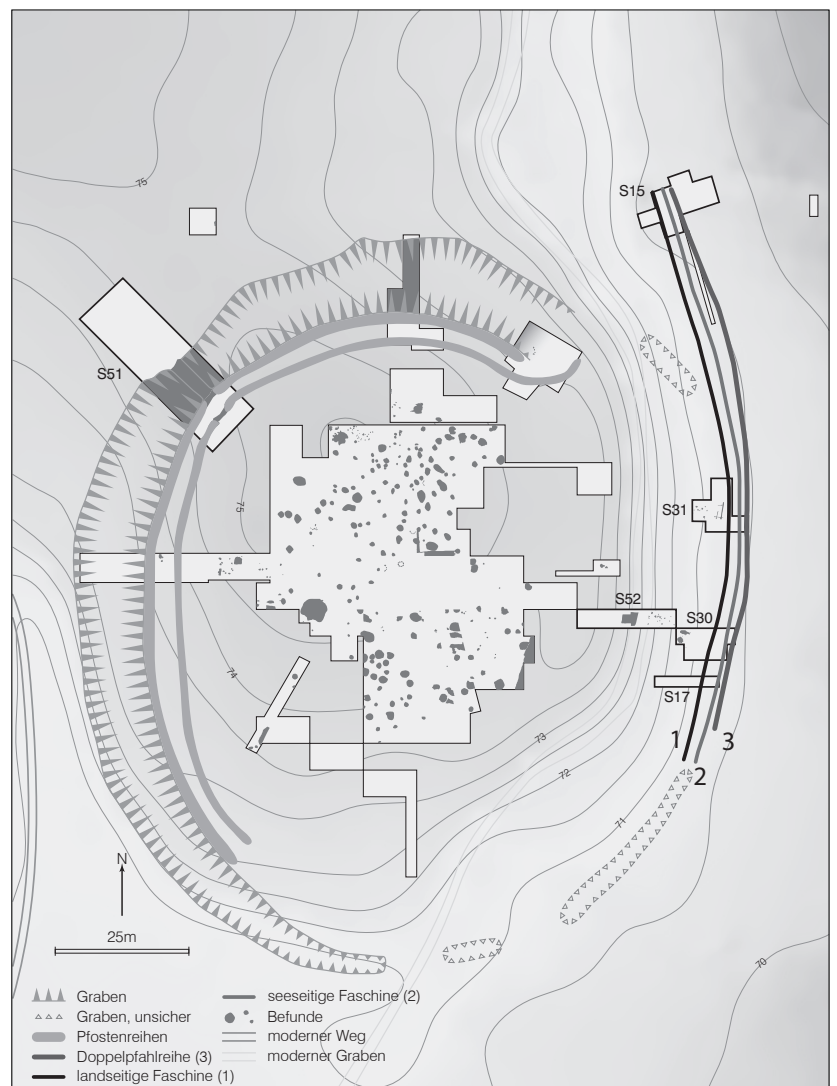 75
S15
S51
75
S31
S52
S30
74
S17
1
3
73
2
72
71
N
25m
70
Graben
Graben, unsicher
Pfostenreihen
Doppelpfahlreihe (3)
landseitige Faschine (1)
seeseitige Faschine (2)
Befunde
moderner Weg
moderner Graben